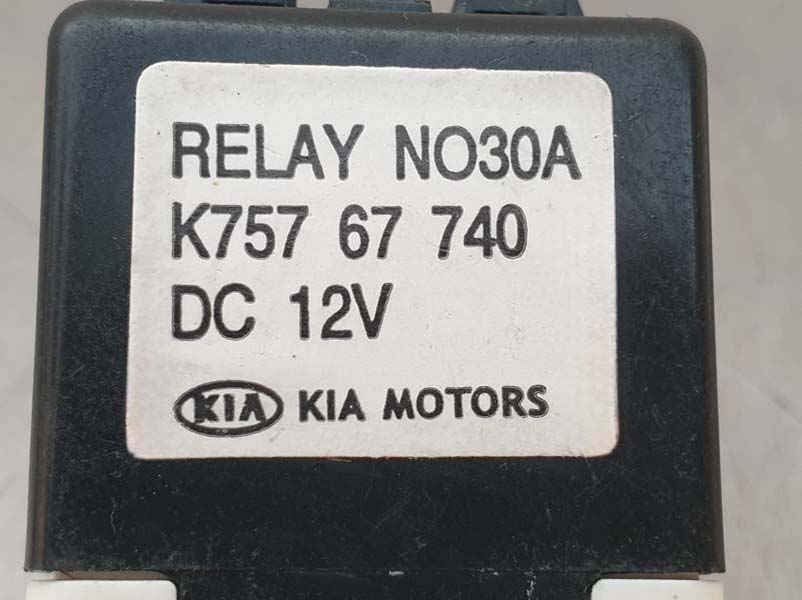 RELAY NO30A
K757 67 740
DC 12V
KIA KIA MOTORS